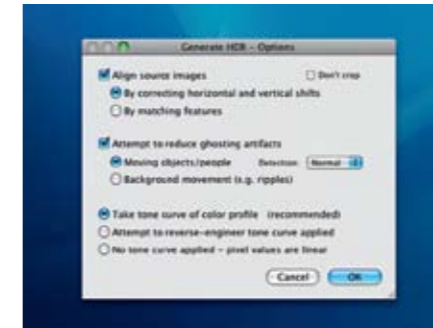 Generate HDR - Options
Align source images Don't crop
By correcting horizontal and vertical shifts
By matching features
Attempt to reduce ghosting artifacts
Moving objects/people Detection: Normal
Background movement (e.g. ripples)
Take tone curve of color profile (recommended)
Attempt to reverse-engineer tone curve applied
No tone curve applied - pixel values are linear
Cancel OK